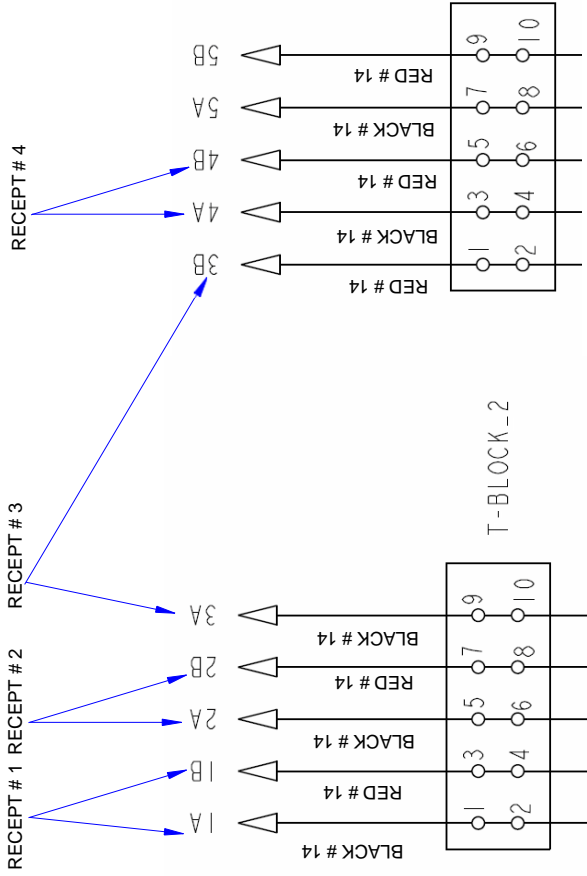 RECEPT # 4
RECEPT # 3
RECEPT # 2
RECEPT # 1
5B
5A
4B
4A
3B
3A
2B
2A
1B
1A
RED # 14
BLACK # 14
RED # 14
BLACK # 14
RED # 14
BLACK # 14
RED # 14
BLACK # 14
RED # 14
BLACK # 14
9 10
7 8
5 6
3 4
1 2
T-BLOCK_2
9 10
7 8
5 6
3 4
1 2